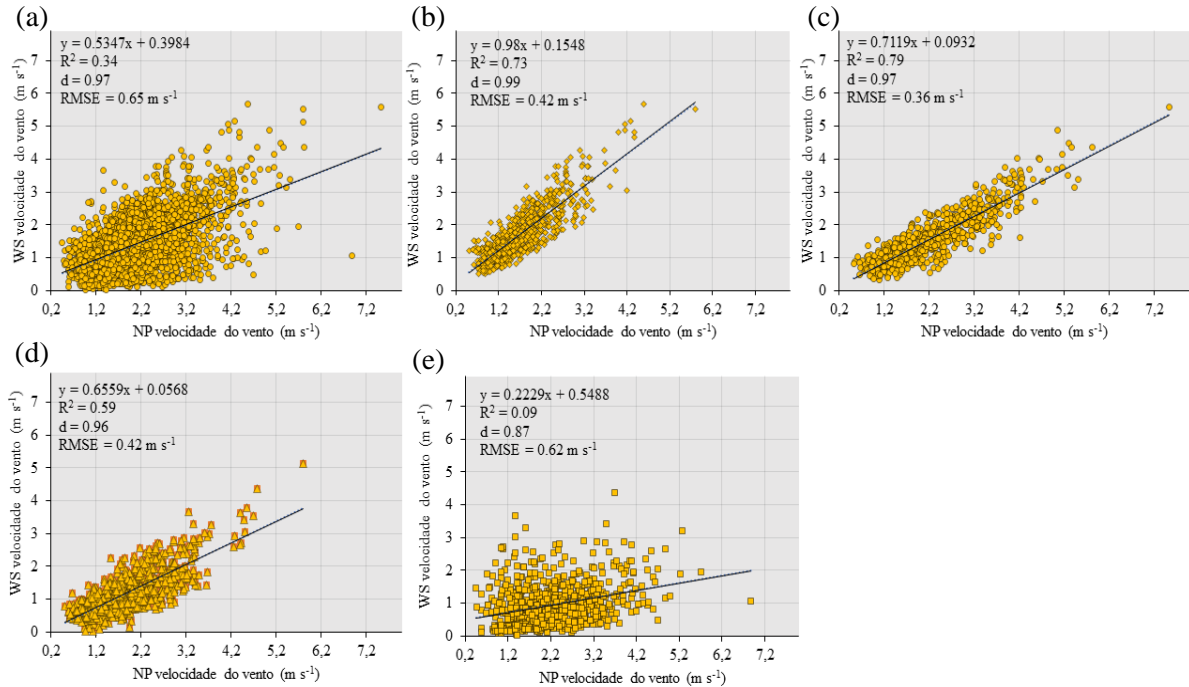 (a)
y = 0.5347x + 0.3984
R² = 0.34
d = 0.97
RMSE = 0.65 m s⁻¹
WS velocidade do vento (m s⁻¹)
7
6
5
4
3
2
1
0
0,2 1,2 2,2 3,2 4,2 5,2 6,2 7,2
NP velocidade do vento (m s⁻¹)
(b)
y = 0.98x + 0.1548
R² = 0.73
d = 0.99
RMSE = 0.42 m s⁻¹
WS velocidade do vento (m s⁻¹)
7
6
5
4
3
2
1
0
0,2 1,2 2,2 3,2 4,2 5,2 6,2 7,2
NP velocidade do vento (m s⁻¹)
(c)
y = 0.7119x + 0.0932
R² = 0.79
d = 0.97
RMSE = 0.36 m s⁻¹
WS velocidade do vento (m s⁻¹)
7
6
5
4
3
2
1
0
0,2 1,2 2,2 3,2 4,2 5,2 6,2 7,2
NP velocidade do vento (m s⁻¹)
(d)
y = 0.6559x + 0.0568
R² = 0.59
d = 0.96
RMSE = 0.42 m s⁻¹
WS velocidade do vento (m s⁻¹)
7
6
5
4
3
2
1
0
0,2 1,2 2,2 3,2 4,2 5,2 6,2 7,2
NP velocidade do vento (m s⁻¹)
(e)
y = 0.2229x + 0.5488
R² = 0.09
d = 0.87
RMSE = 0.62 m s⁻¹
WS velocidade do vento (m s⁻¹)
7
6
5
4
3
2
1
0
0,2 1,2 2,2 3,2 4,2 5,2 6,2 7,2
NP velocidade do vento (m s⁻¹)